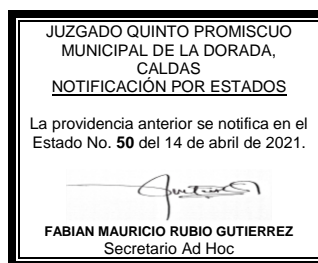 JUZGADO QUINTO PROMISCUO
MUNICIPAL DE LA DORADA,
CALDAS
NOTIFICACIÓN POR ESTADOS
La providencia anterior se notifica en el
Estado No. 50 del 14 de abril de 2021.
FABIAN MAURICIO RUBIO GUTIERREZ
Secretario Ad Hoc